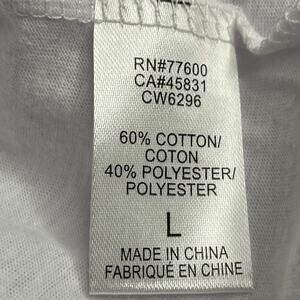 RN#77600
CA#45831
CW6296
60% COTTON/
COTON
40% POLYESTER/
POLYESTER
L
MADE IN CHINA
FABRIQUÉ EN CHINE